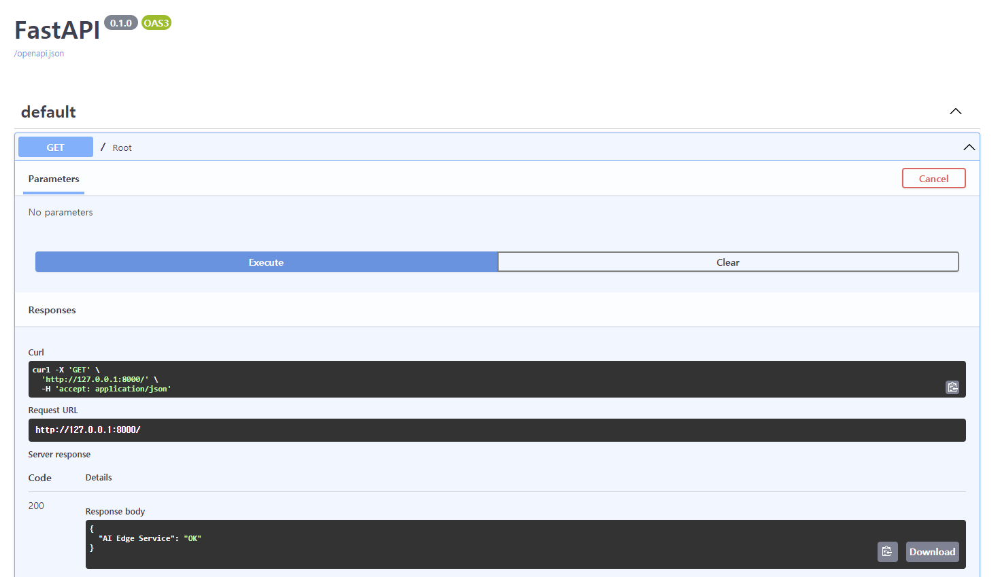 FastAPI 0.1.0 OAS3
/openapi.json
default
GET / Root
Parameters Cancel
No parameters
Execute Clear
Responses
Curl
curl -X 'GET' \
  'http://127.0.0.1:8000/' \
  -H 'accept: application/json'
Request URL
http://127.0.0.1:8000/
Server response
Code Details
200
Response body
{
  "AI Edge Service": "OK"
}
Download